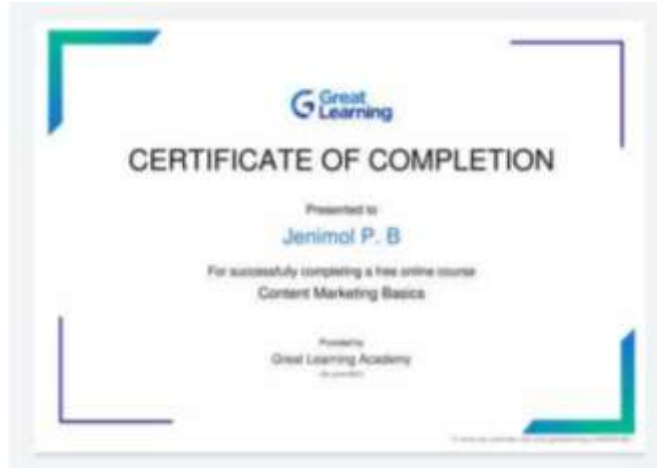 Great
Learning
CERTIFICATE OF COMPLETION
Presented to
Jenimol P. B
For successfully completing a free online course
Content Marketing Basics
Provided by
Great Learning Academy